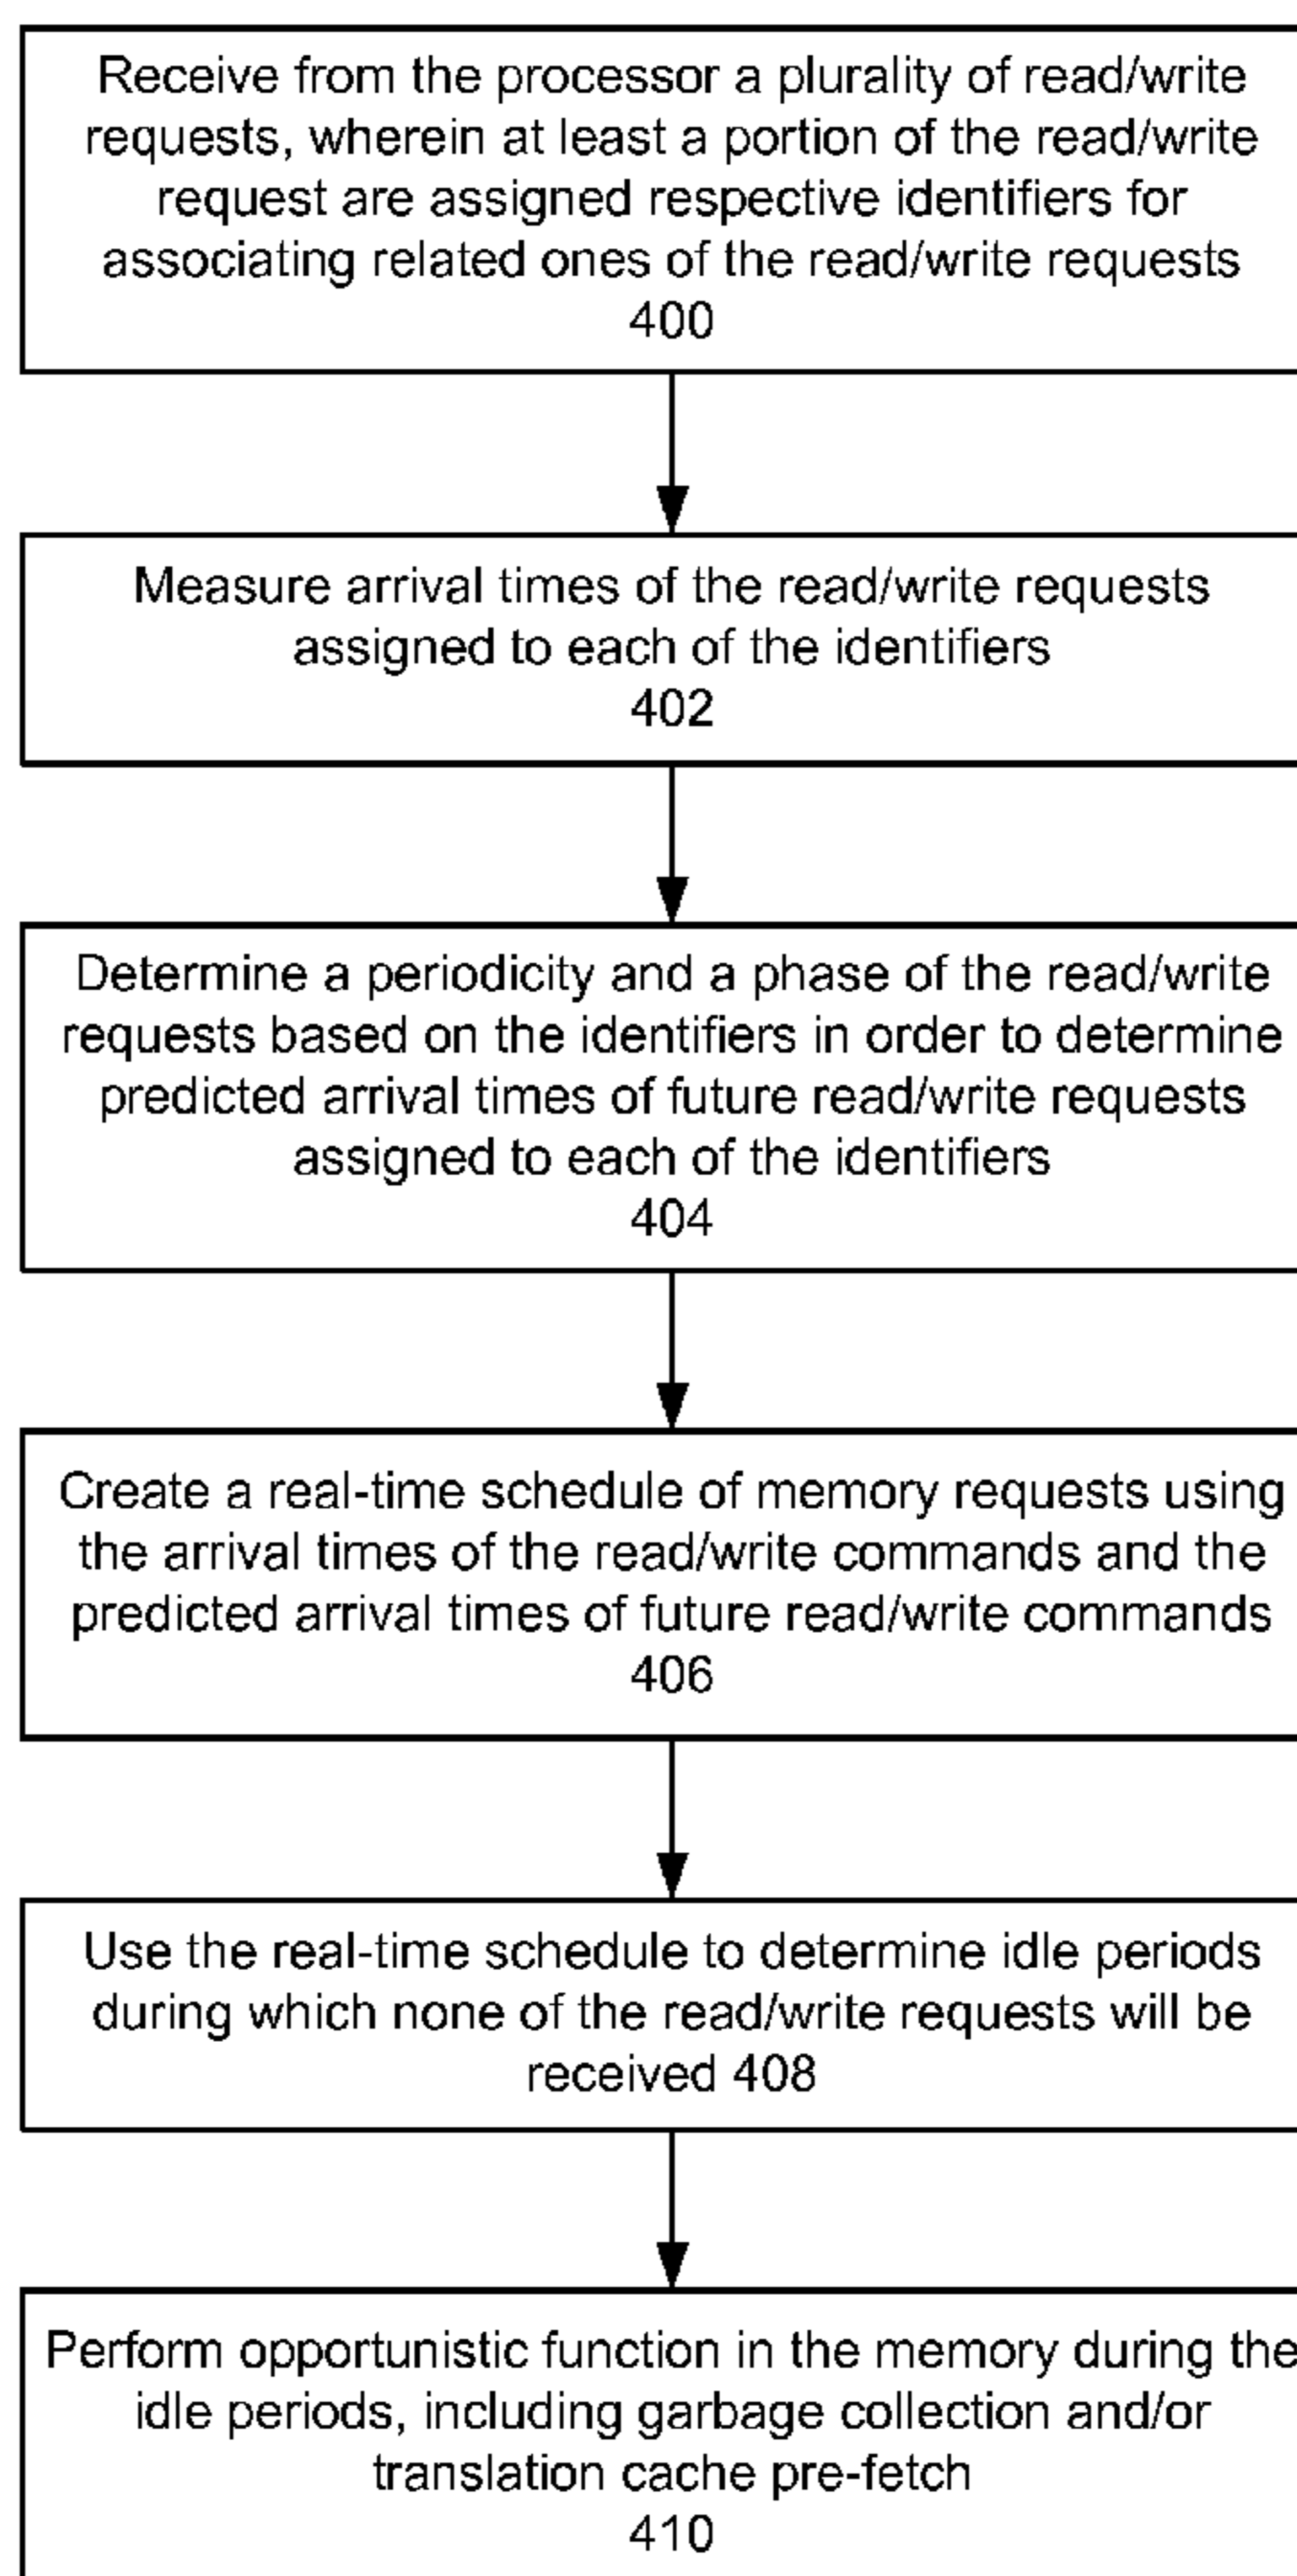 Receive from the processor a plurality of read/write
requests, wherein at least a portion of the read/write
request are assigned respective identifiers for
associating related ones of the read/write requests
400
Measure arrival times of the read/write requests
assigned to each of the identifiers
402
Determine a periodicity and a phase of the read/write
requests based on the identifiers in order to determine
predicted arrival times of future read/write requests
assigned to each of the identifiers
404
Create a real-time schedule of memory requests using
the arrival times of the read/write commands and the
predicted arrival times of future read/write commands
406
Use the real-time schedule to determine idle periods
during which none of the read/write requests will be
received 408
Perform opportunistic function in the memory during the
idle periods, including garbage collection and/or
translation cache pre-fetch
410